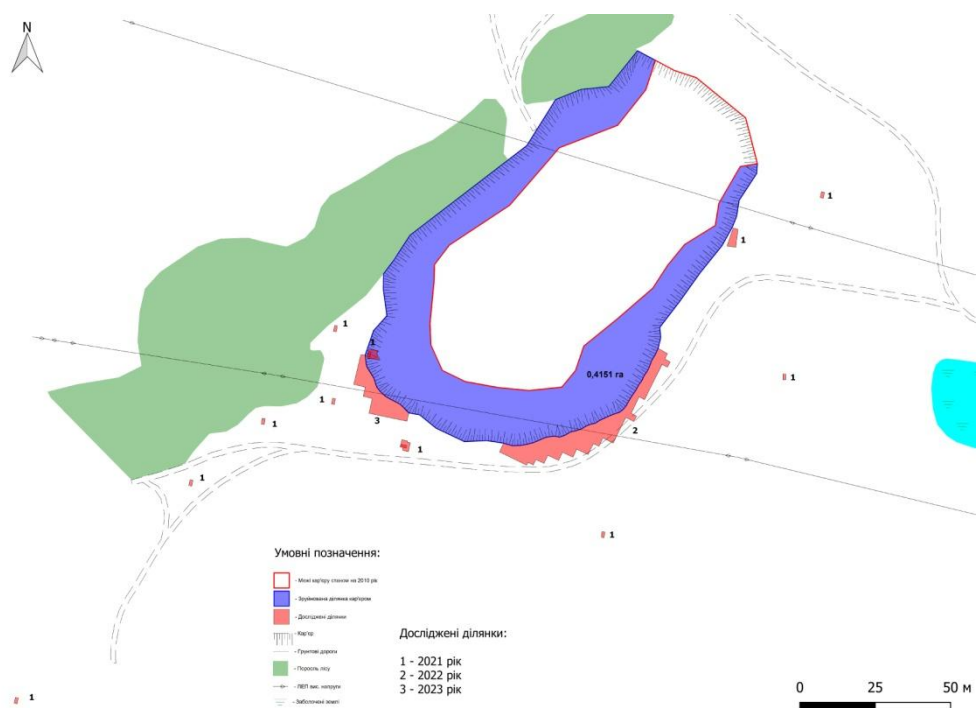 N
1
1
1
1
0,4151 га
1
1
3
2
1
1
1
1
Умовні позначення:
- Межі кар'єру станом на 2010 рік
- Зруйнована ділянка кар'єром
- Досліджені ділянки
- Кар'єр
- Грунтові дороги
- Поросль лісу
- ЛЕП вис. напруги
- Заболочені землі
Досліджені ділянки:
1 - 2021 рік
2 - 2022 рік
3 - 2023 рік
1
0 25 50 м